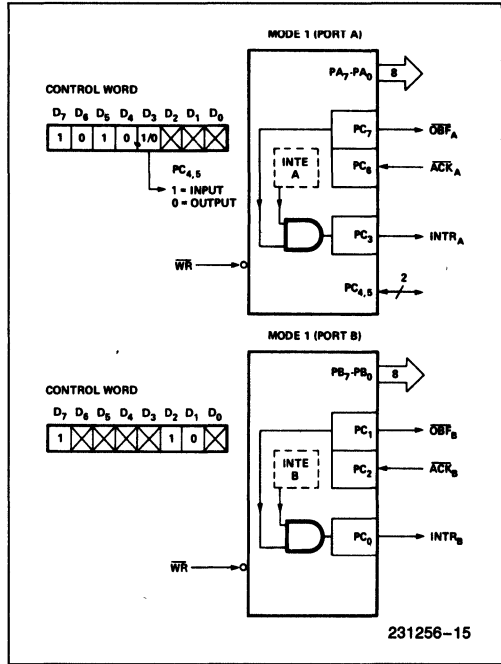 MODE 1 (PORT A)
PA7-PA0 8
CONTROL WORD
D7 D6 D5 D4 D3 D2 D1 D0
1 0 1 0 1/0
PC4,5
1 = INPUT
0 = OUTPUT
PC7 OBFA
INTE A
PC6 ACKA
PC3 INTRA
WR
PC4,5 2
MODE 1 (PORT B)
PB7-PB0 8
CONTROL WORD
D7 D6 D5 D4 D3 D2 D1 D0
1 1 0
PC1 OBFB
INTE B
PC2 ACKB
PC0 INTRB
WR
231256-15